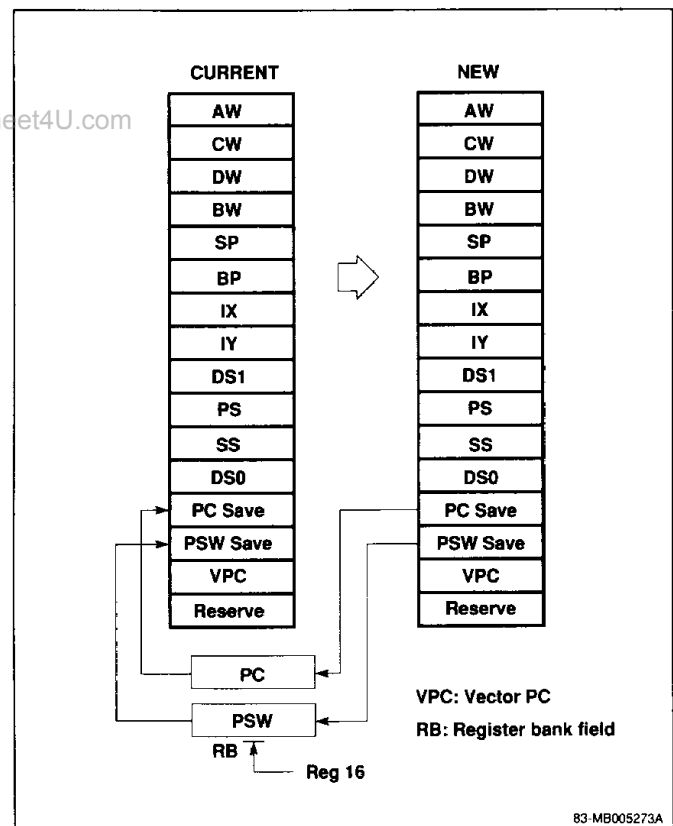 CURRENT
AW
CW
DW
BW
SP
BP
IX
IY
DS1
PS
SS
DS0
PC Save
PSW Save
VPC
Reserve
NEW
AW
CW
DW
BW
SP
BP
IX
IY
DS1
PS
SS
DS0
PC Save
PSW Save
VPC
Reserve
PC
PSW
RB
Reg 16
VPC: Vector PC
RB: Register bank field
83-MB005273A
eet4U.com